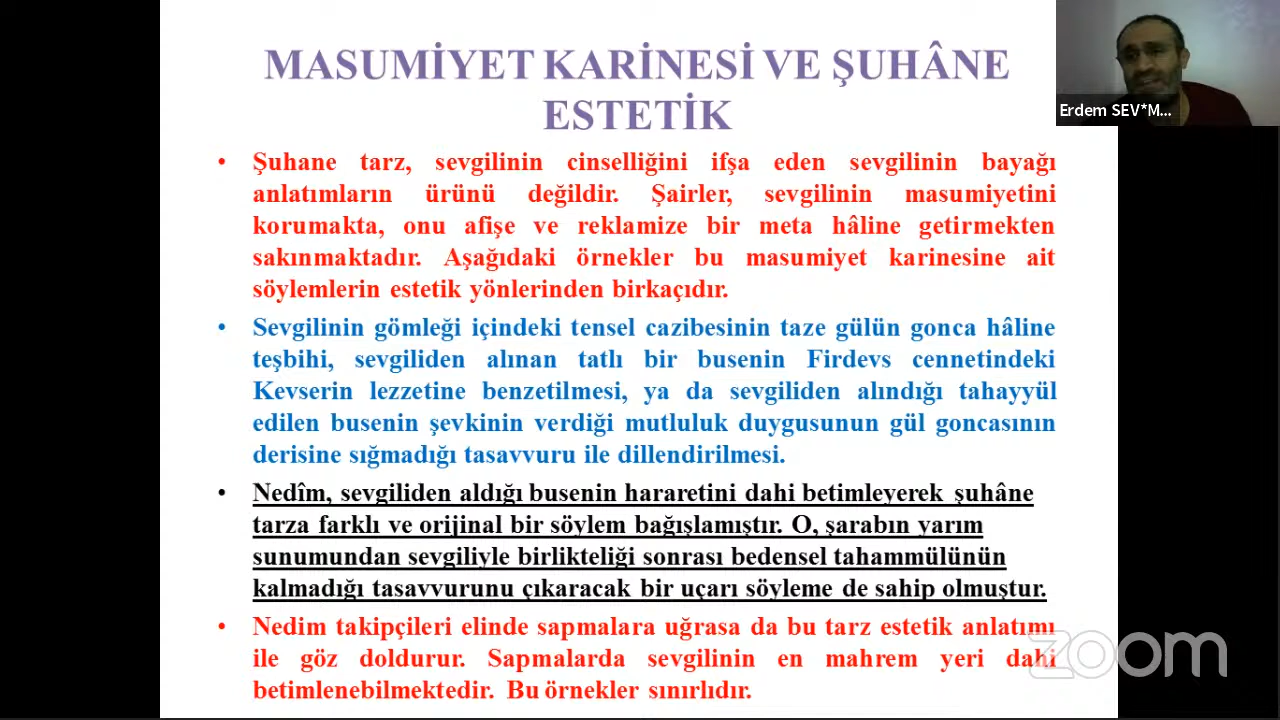 MASUMİYET KARİNESİ VE ŞUHÂNE
ESTETİK
Erdem SEV*M...
• Şuhane tarz, sevgilinin cinselliğini ifşa eden sevgilinin bayağı
anlatımların ürünü değildir. Şairler, sevgilinin masumiyetini
korumakta, onu afişe ve reklamize bir meta hâline getirmekten
sakınmaktadır. Aşağıdaki örnekler bu masumiyet karinesine ait
söylemlerin estetik yönlerinden birkaçıdır.
• Sevgilinin gömleği içindeki tensel cazibesinin taze gülün gonca hâline
teşbihi, sevgiliden alınan tatlı bir busenin Firdevs cennetindeki
Kevserin lezzetine benzetilmesi, ya da sevgiliden alındığı tahayyül
edilen busenin şevkinin verdiği mutluluk duygusunun gül goncasının
derisine sığmadığı tasavvuru ile dillendirilmesi.
• Nedîm, sevgiliden aldığı busenin hararetini dahi betimleyerek şuhâne
tarza farklı ve orijinal bir söylem bağışlamıştır. O, şarabın yarım
sunumundan sevgiliyle birlikteliği sonrası bedensel tahammülünün
kalmadığı tasavvurunu çıkaracak bir uçarı söyleme de sahip olmuştur.
• Nedim takipçileri elinde sapmalara uğrasa da bu tarz estetik anlatımı
ile göz doldurur. Sapmalarda sevgilinin en mahrem yeri dahi
betimlenebilmektedir. Bu örnekler sınırlıdır.
zoom